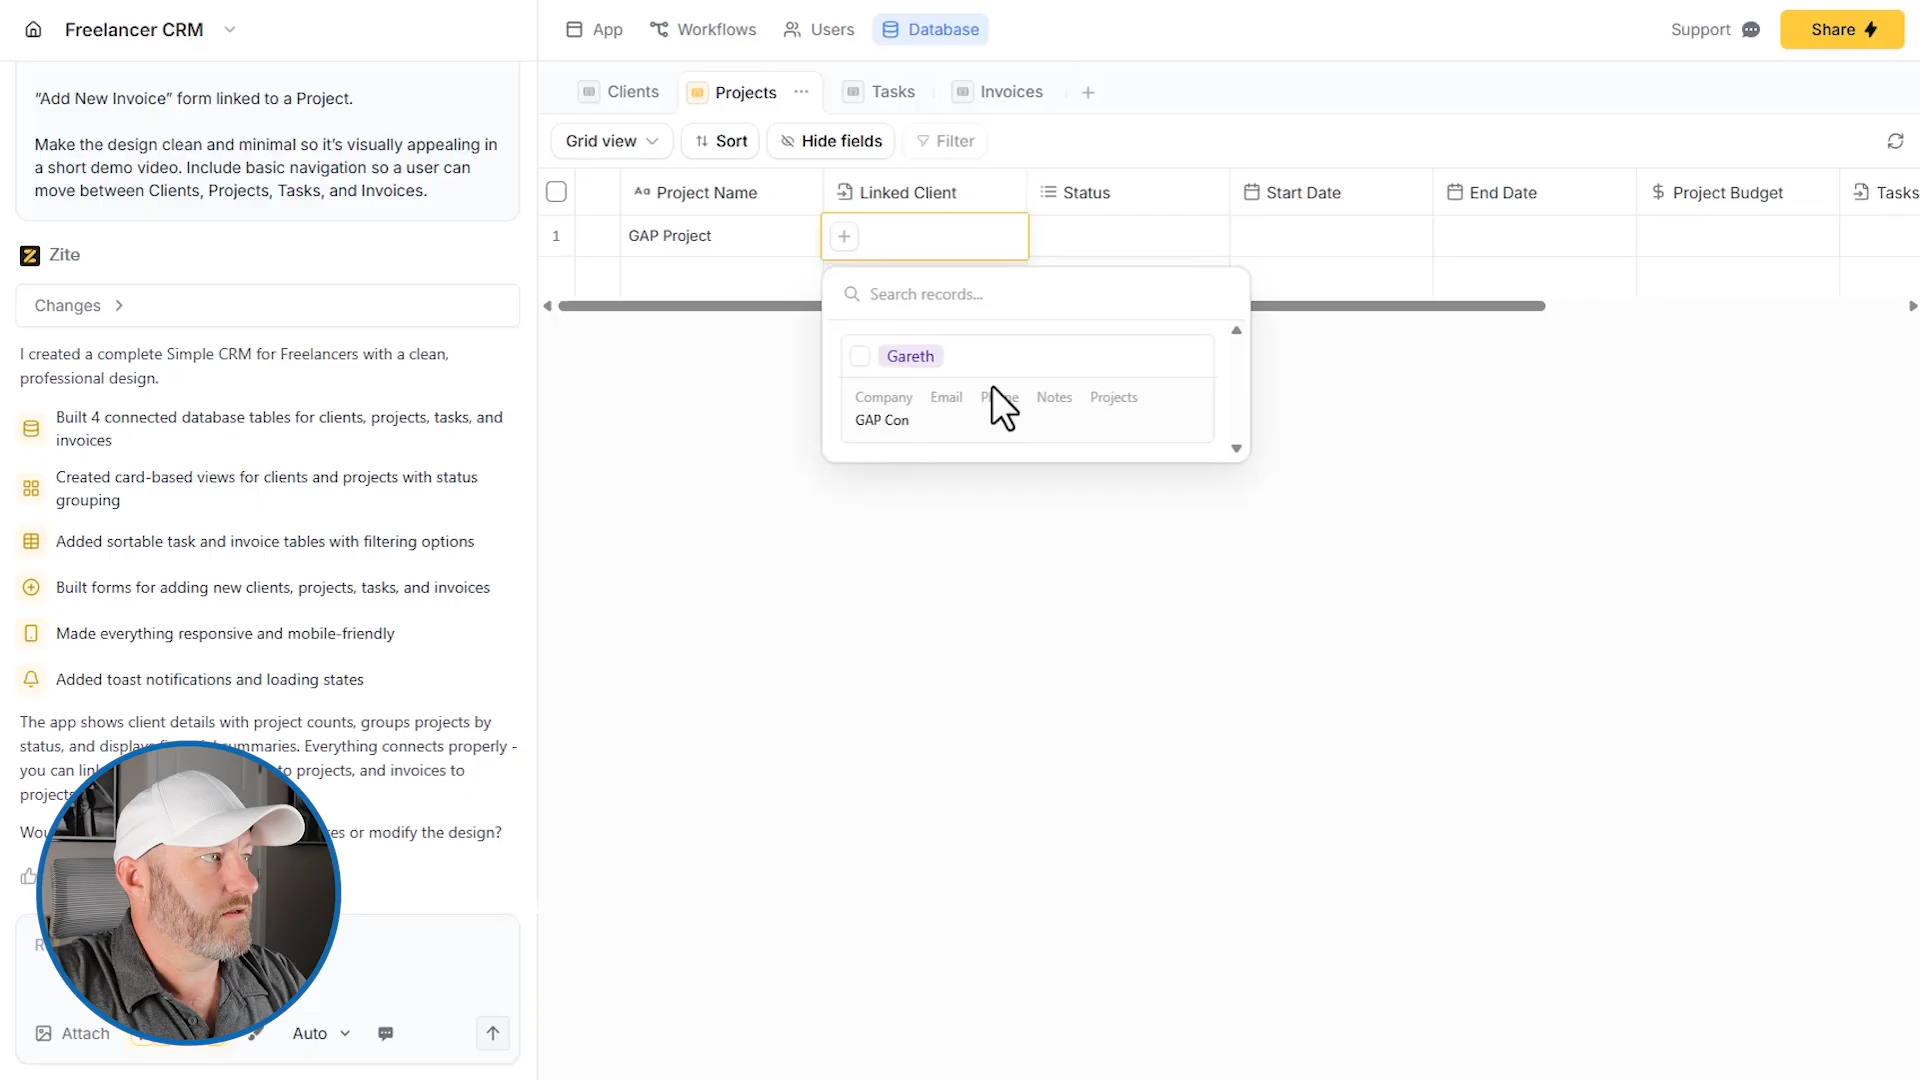 Freelancer CRM
App
Workflows
Users
Database
Support
Share
“Add New Invoice” form linked to a Project.
Make the design clean and minimal so it’s visually appealing in
a short demo video. Include basic navigation so a user can
move between Clients, Projects, Tasks, and Invoices.
Zite
Changes
I created a complete Simple CRM for Freelancers with a clean,
professional design.
Built 4 connected database tables for clients, projects, tasks, and
invoices
Created card-based views for clients and projects with status
grouping
Added sortable task and invoice tables with filtering options
Built forms for adding new clients, projects, tasks, and invoices
Made everything responsive and mobile-friendly
Added toast notifications and loading states
The app shows client details with project counts, groups projects by
status, and displays financial summaries. Everything connects properly -
you can to projects, and invoices to
projects
or modify the design?
Attach
Auto
Clients
Projects
Tasks
Invoices
Grid view
Sort
Hide fields
Filter
Project Name
Linked Client
Status
Start Date
End Date
$ Project Budget
Tasks
1
GAP Project
Search records...
Gareth
Company Email Phone Notes Projects
GAP Con